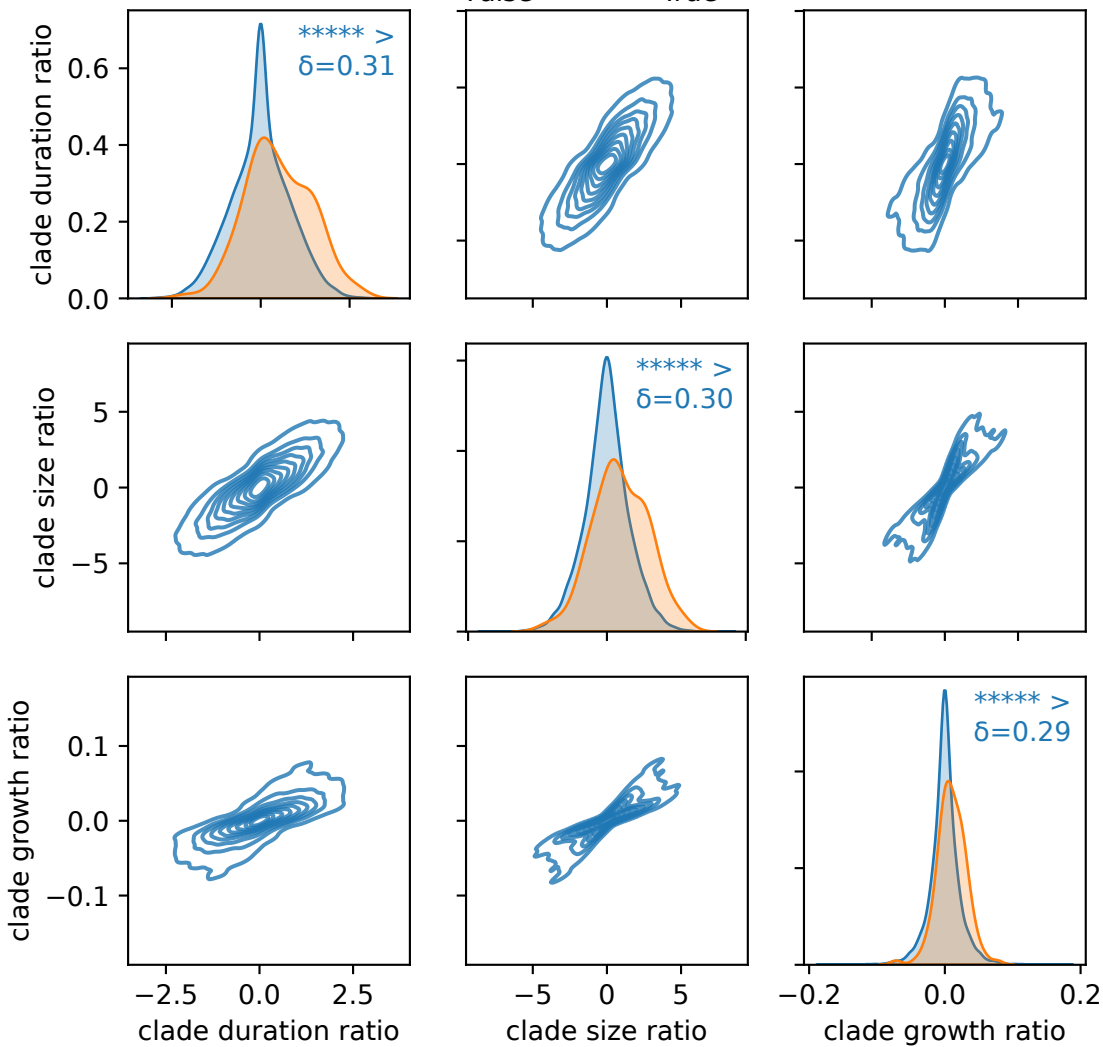 clade duration ratio
0.6
0.4
0.2
0.0
***** >
δ=0.31
clade size ratio
5
0
−5
***** >
δ=0.30
clade growth ratio
0.1
0.0
−0.1
***** >
δ=0.29
−2.5 0.0 2.5
−5 0 5
−0.2 0.0 0.2
clade duration ratio
clade size ratio
clade growth ratio